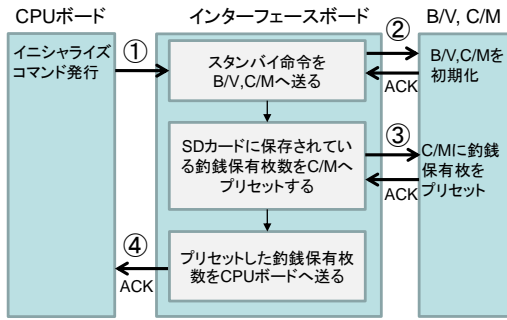 CPUボード
イニシャライズ
コマンド発行
①
インターフェースボード
スタンバイ命令を
B/V,C/Mへ送る
②
ACK
B/V, C/M
B/V,C/Mを
初期化
SDカードに保存されてい
る釣銭保有枚数をC/Mへ
プリセットする
③
ACK
C/Mに釣銭
保有枚を
プリセット
④
ACK
プリセットした釣銭保有枚
数をCPUボードへ送る